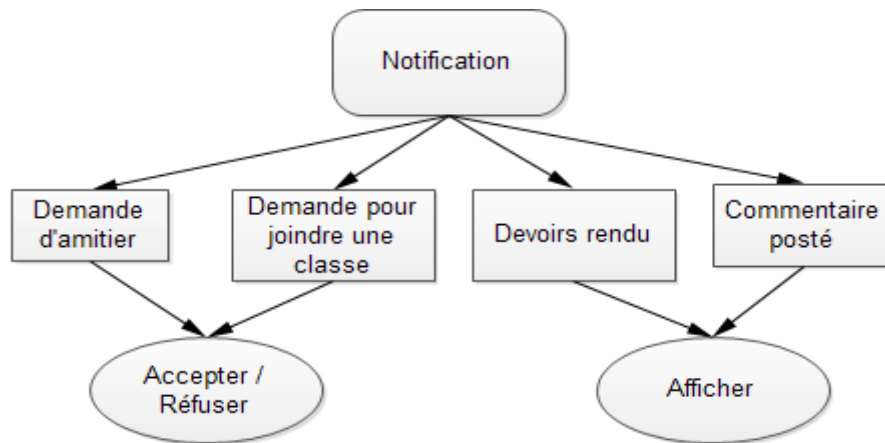 Notification
Demande
d'amitier
Demande pour
joindre une
classe
Devoirs rendu
Commentaire
posté
Accepter /
Réfuser
Afficher